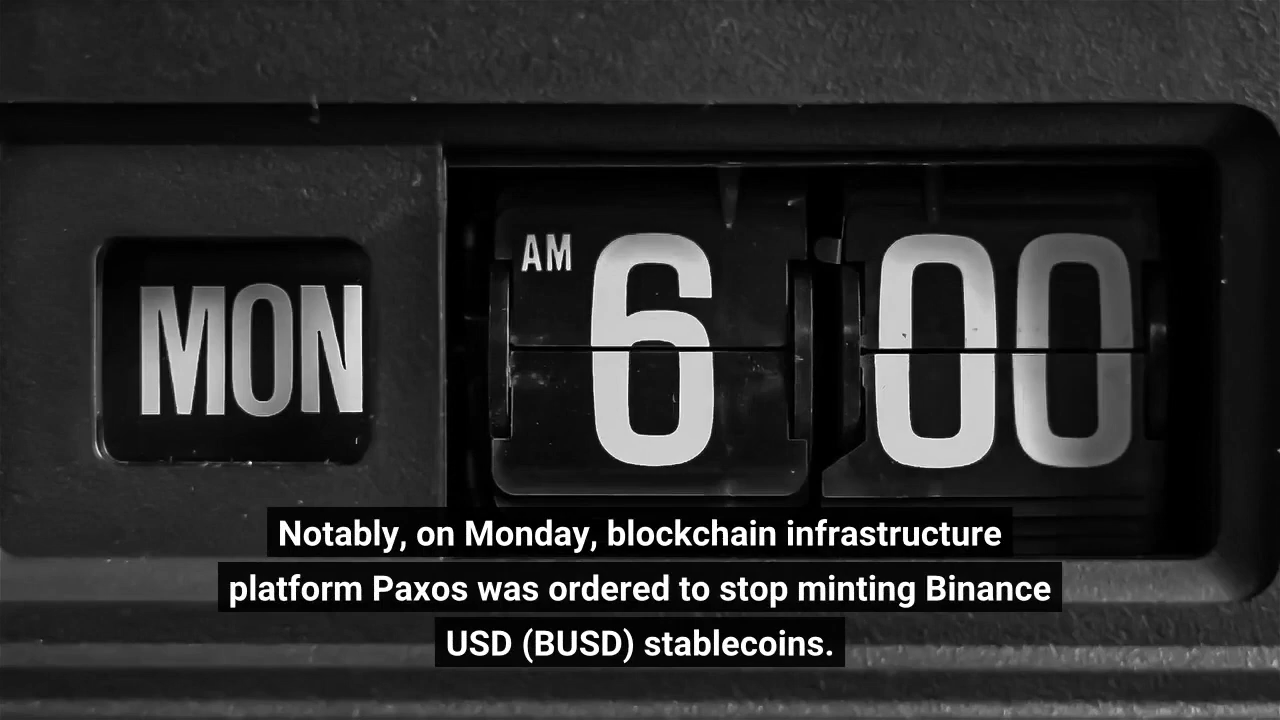 MON
AM 6 00
Notably, on Monday, blockchain infrastructure
platform Paxos was ordered to stop minting Binance
USD (BUSD) stablecoins.